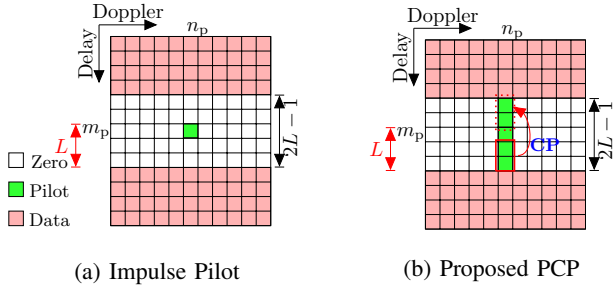 Doppler
Delay
n_p
m_p
L
2L − 1
Zero
Pilot
Data
(a) Impulse Pilot
Doppler
Delay
n_p
m_p
L
CP
2L − 1
(b) Proposed PCP